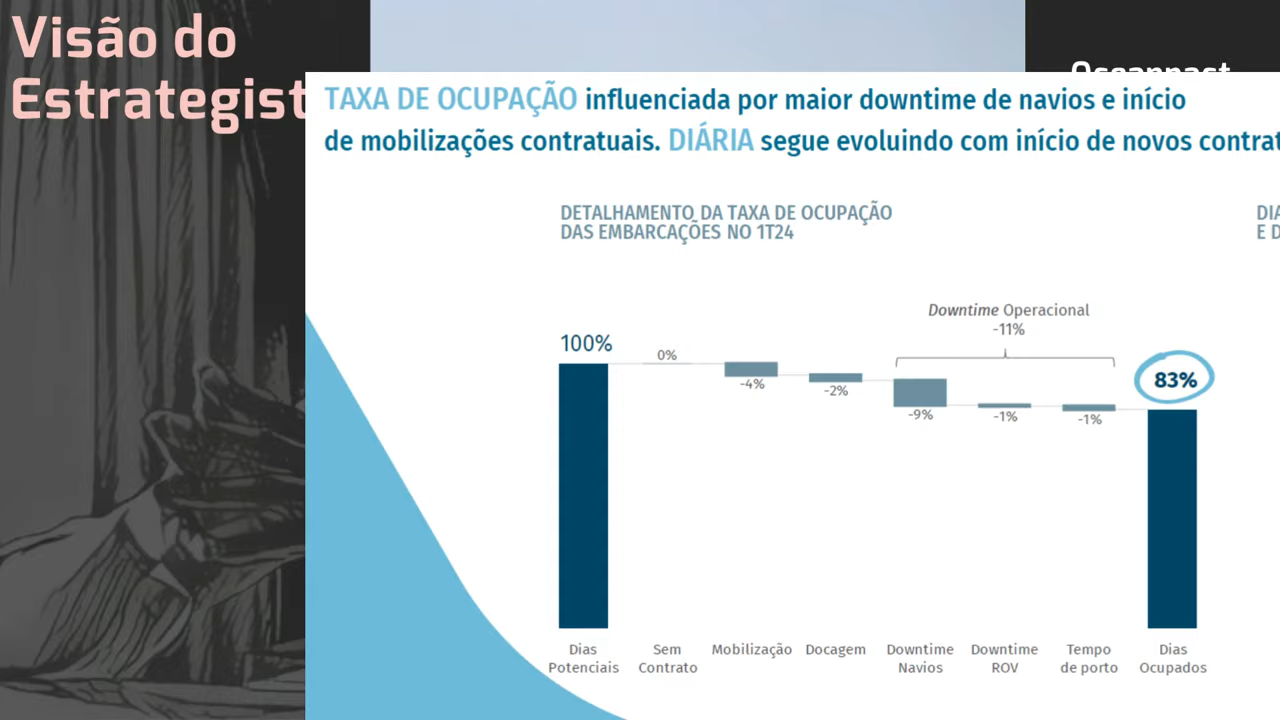 Visão do
Estrategist
TAXA DE OCUPAÇÃO influenciada por maior downtime de navios e início
de mobilizações contratuais. DIÁRIA segue evoluindo com início de novos contrat
DETALHAMENTO DA TAXA DE OCUPAÇÃO
DAS EMBARCAÇÕES NO 1T24
DIA
E D
Downtime Operacional
-11%
100%
0%
-4%
-2%
-9%
-1%
-1%
83%
Dias
Potenciais
Sem
Contrato
Mobilização
Docagem
Downtime
Navios
Downtime
ROV
Tempo
de porto
Dias
Ocupados